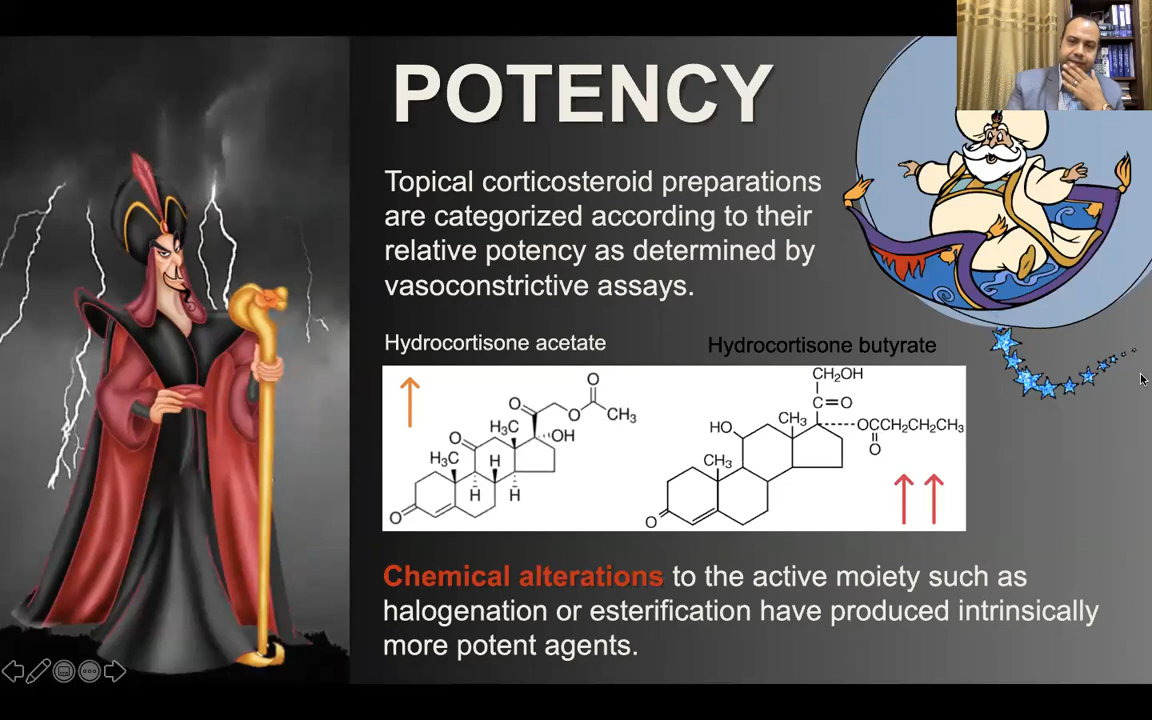 POTENCY
Topical corticosteroid preparations
are categorized according to their
relative potency as determined by
vasoconstrictive assays.
Hydrocortisone acetate
Hydrocortisone butyrate
O
O
O
CH₃
H₃C
OH
O
H₃C
H
H
H
O
CH₂OH
C=O
CH₃
OCCH₂CH₂CH₃
O
HO
CH₃
O
Chemical alterations to the active moiety such as
halogenation or esterification have produced intrinsically
more potent agents.